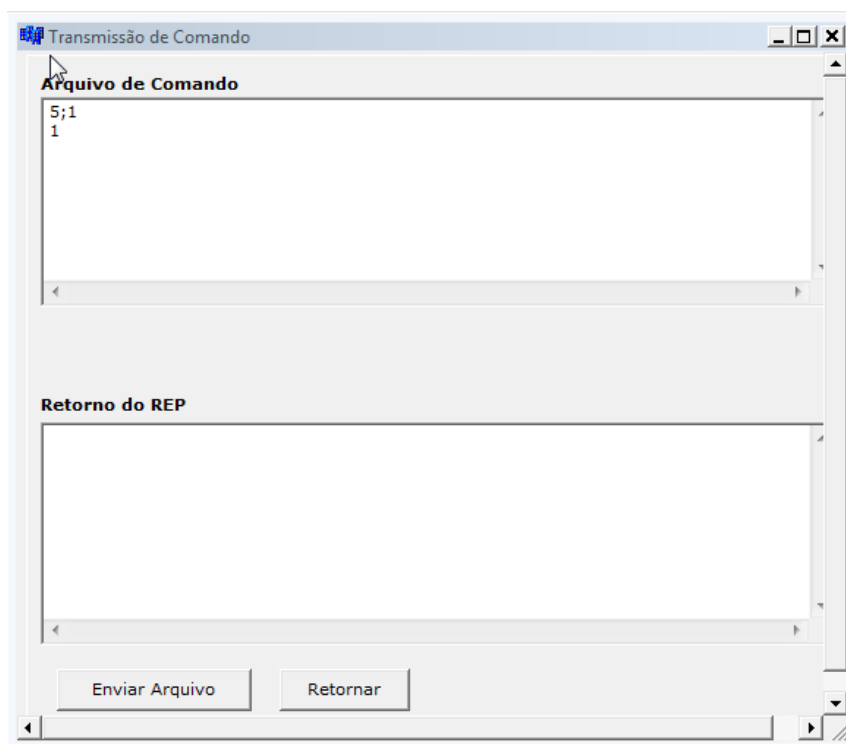 Transmissão de Comando
Arquivo de Comando
5;1
1
Retorno do REP
Enviar Arquivo
Retornar